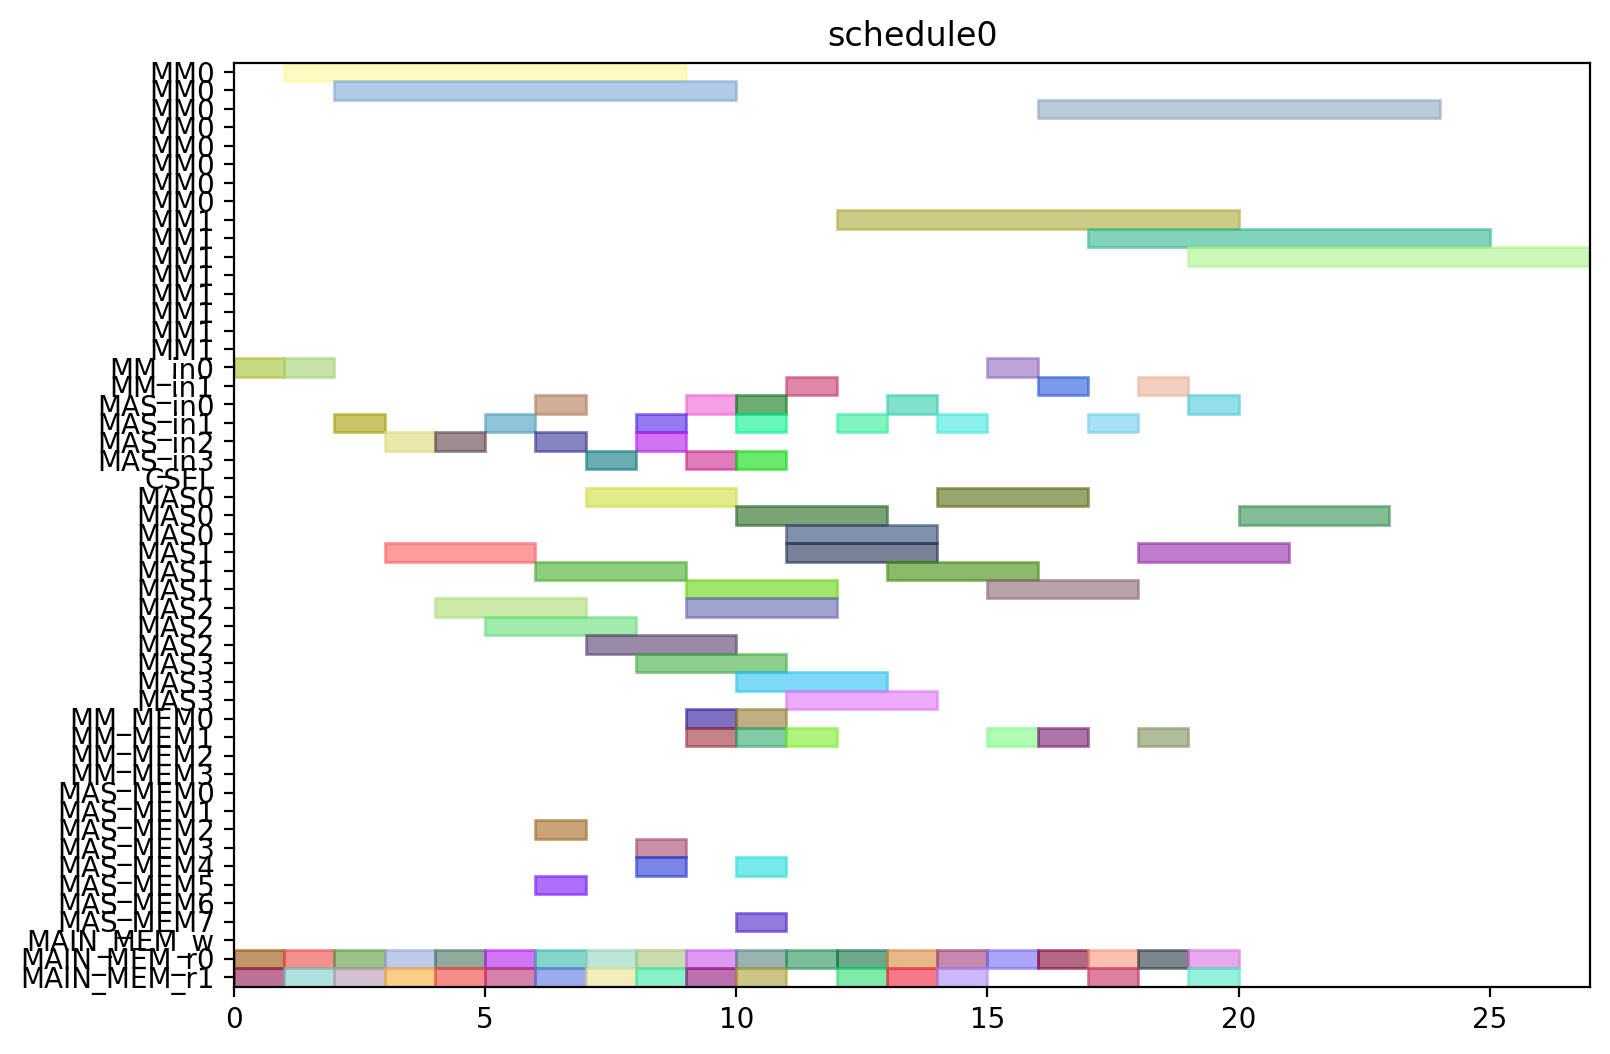 schedule0
MM0
MM0
MM0
MM0
MM0
MM0
MM0
MM0
MM1
MM1
MM1
MM1
MM1
MM1
MM1
MM1
MM_in0
MM_in1
MAS_in0
MAS_in1
MAS_in2
MAS_in3
CSEL
MAS0
MAS0
MAS0
MAS1
MAS1
MAS1
MAS2
MAS2
MAS2
MAS3
MAS3
MAS3
MM_MEM0
MM_MEM1
MM_MEM2
MM_MEM3
MAS_MEM0
MAS_MEM1
MAS_MEM2
MAS_MEM3
MAS_MEM4
MAS_MEM5
MAS_MEM6
MAS_MEM7
MAIN_MEM_w
MAIN_MEM_r0
MAIN_MEM_r1
0 5 10 15 20 25